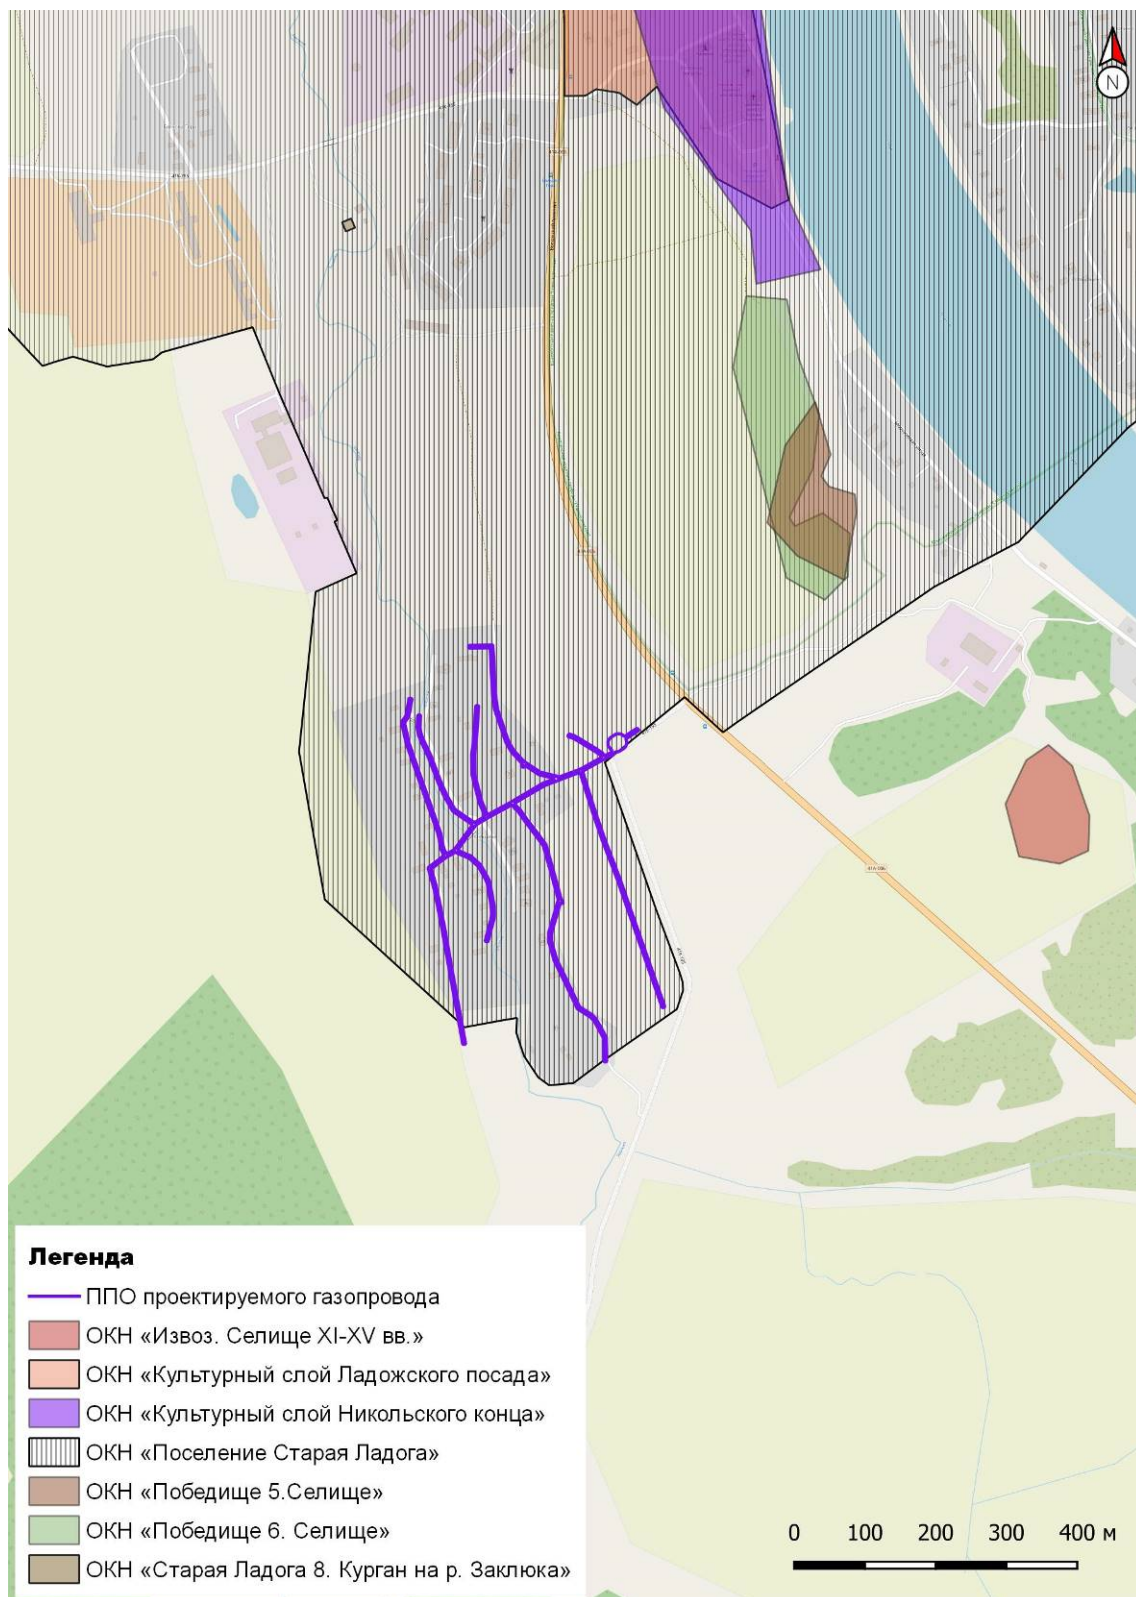 N
41А-086
Легенда
ППО проектируемого газопровода
ОКН «Извоз. Селище XI-XV вв.»
ОКН «Культурный слой Ладожского посада»
ОКН «Культурный слой Никольского конца»
ОКН «Поселение Старая Ладога»
ОКН «Победище 5.Селище»
ОКН «Победище 6. Селище»
ОКН «Старая Ладога 8. Курган на р. Заклюка»
0 100 200 300 400 м